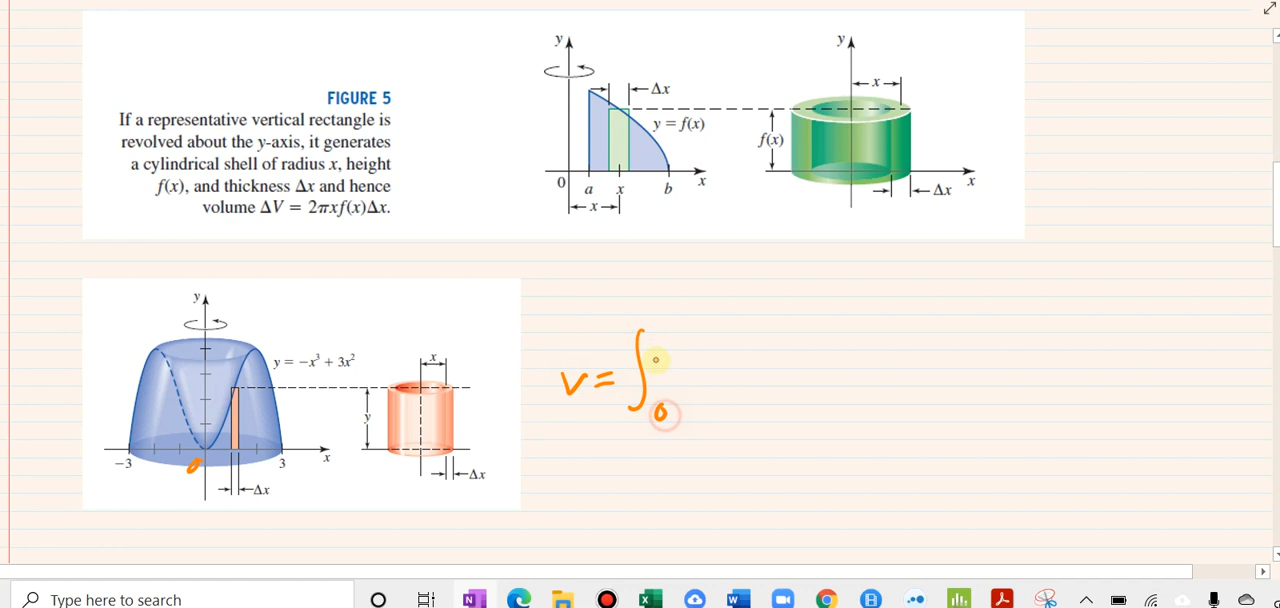 FIGURE 5
If a representative vertical rectangle is
revolved about the y-axis, it generates
a cylindrical shell of radius x, height
f(x), and thickness Δx and hence
volume ΔV = 2πxf(x)Δx.
y
Δx
y = f(x)
0 a x b x
x
y
x
f(x)
Δx
x
y
y = −x³ + 3x²
−3
0
3
x
Δx
x
y
Δx
V = ∫
0
Type here to search